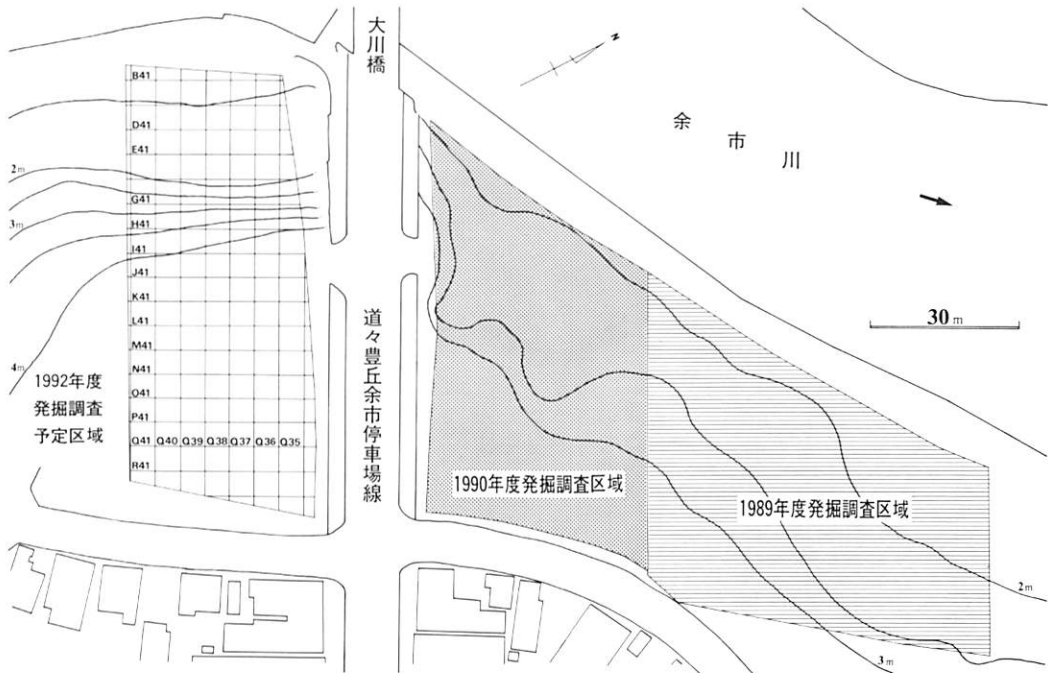 大川橋
N
余市川
B41
D41
E41
2m
G41
3m
H41
I41
J41
K41
L41
30m
M41
4m
N41
1992年度
発掘調査
予定区域
O41
P41
Q41 Q40 Q39 Q38 Q37 Q36 Q35
R41
道々豊丘余市停車場線
1990年度発掘調査区域
1989年度発掘調査区域
2m
3m